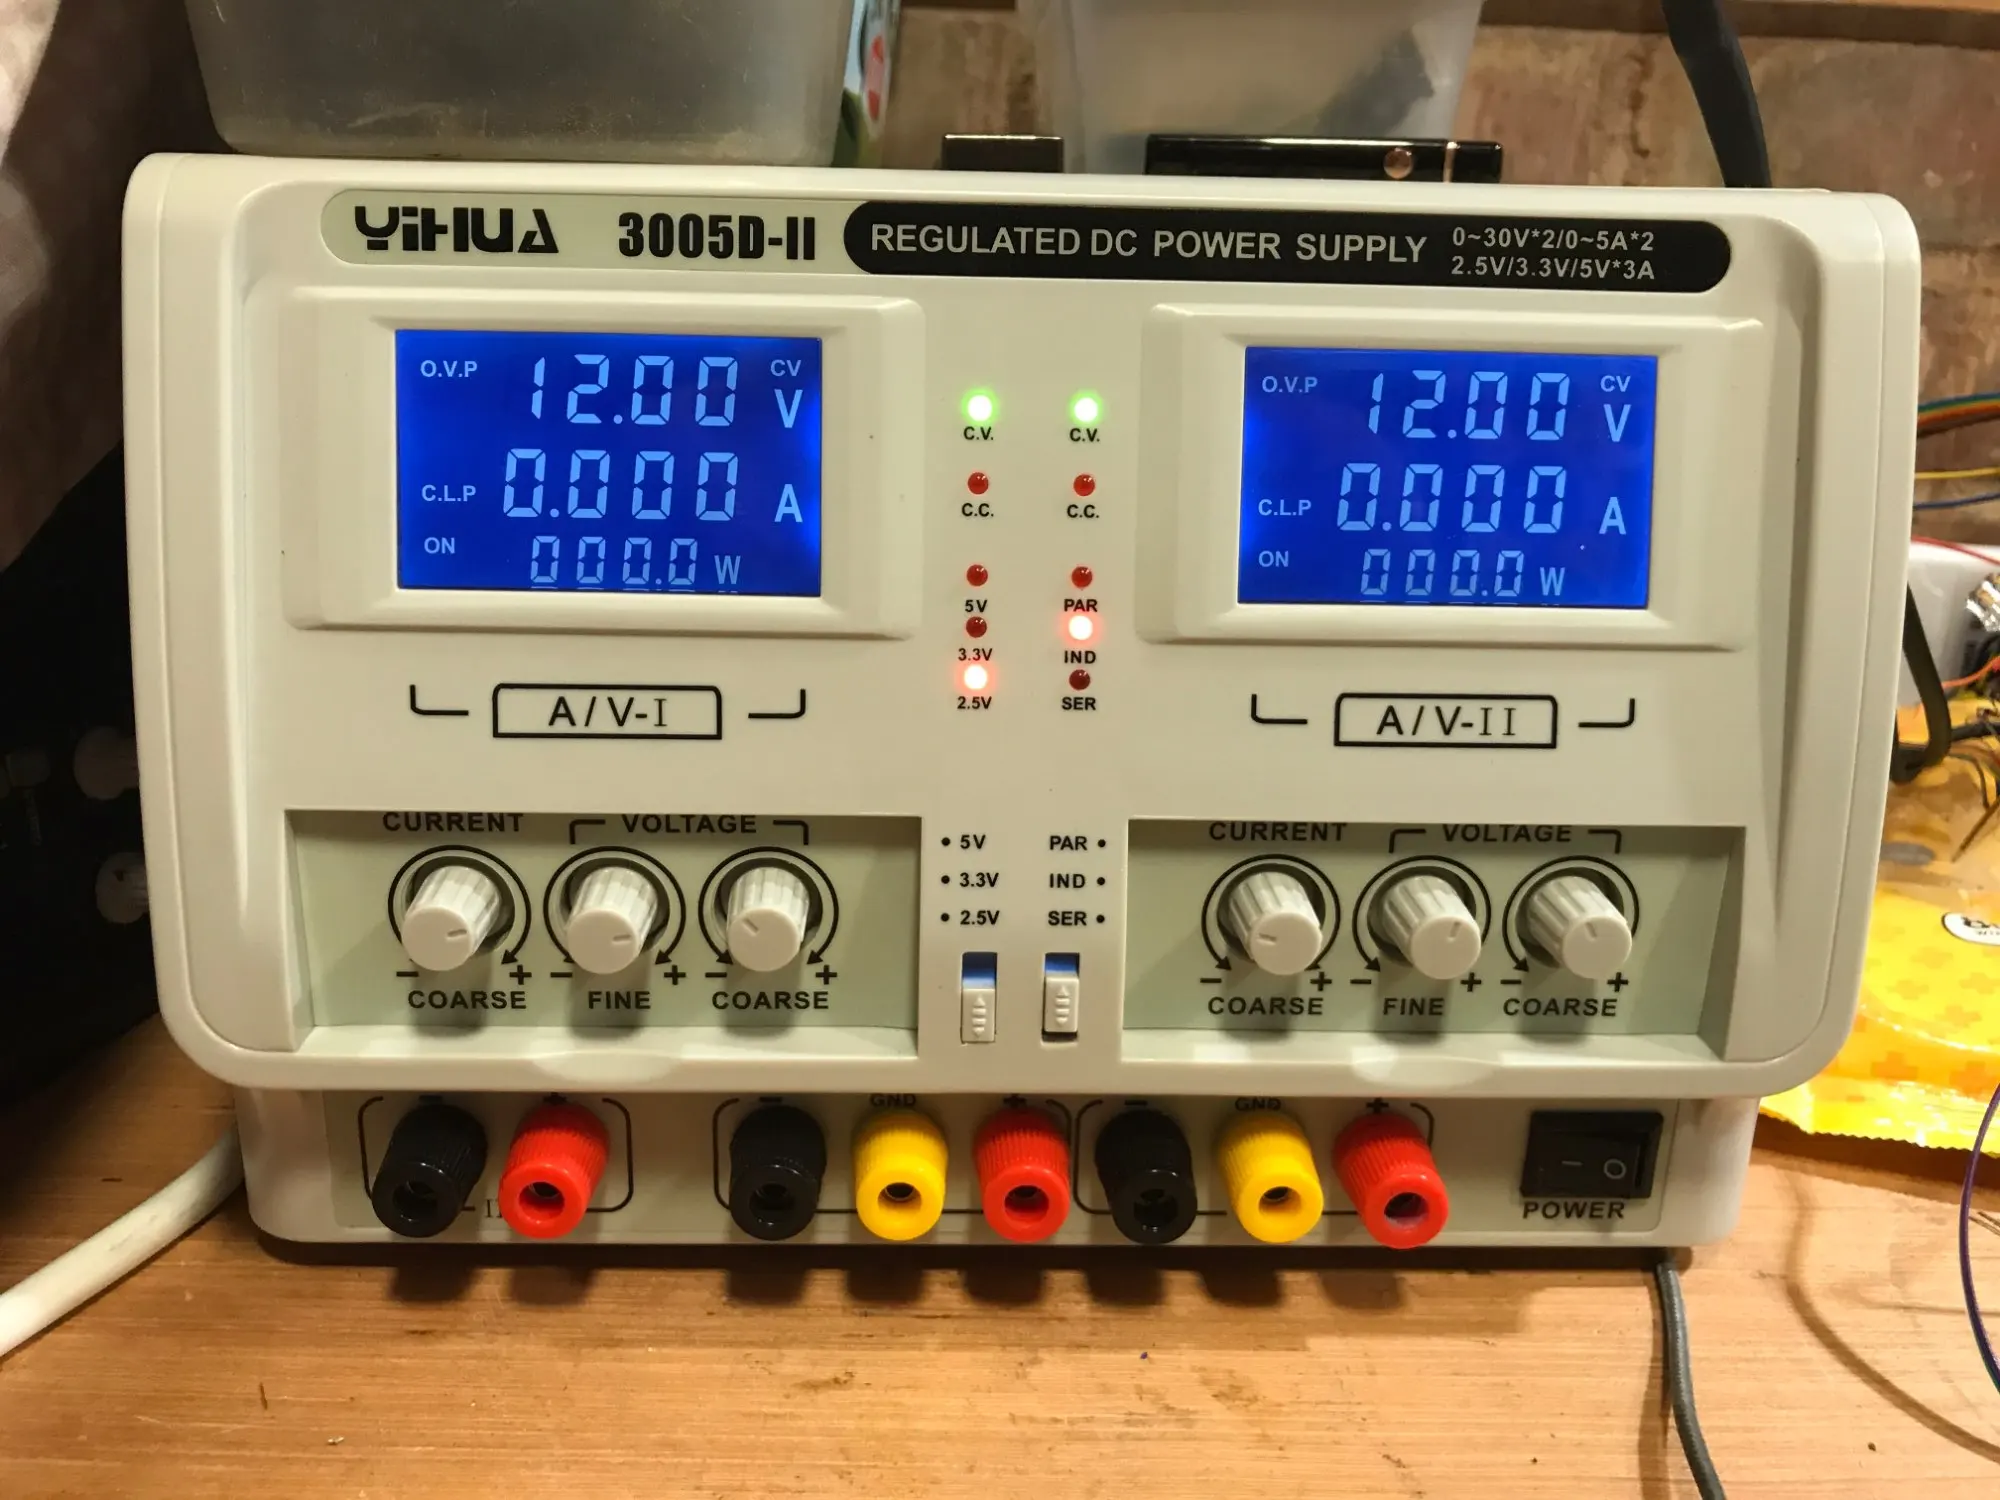 YiHUA 3005D-II REGULATED DC POWER SUPPLY 0~30V*2/0~5A*2
2.5V/3.3V/5V*3A
O.V.P 12.00 CV
V
C.L.P 0.000 A
ON 000.0 W
O.V.P 12.00 CV
V
C.L.P 0.000 A
ON 000.0 W
C.V. C.V.
C.C. C.C.
5V PAR
3.3V IND
2.5V SER
A/V-I
A/V-II
CURRENT VOLTAGE
- + - + - +
COARSE FINE COARSE
5V PAR
3.3V IND
2.5V SER
CURRENT VOLTAGE
- + - + - +
COARSE FINE COARSE
- + - GND + - GND +
– O
POWER